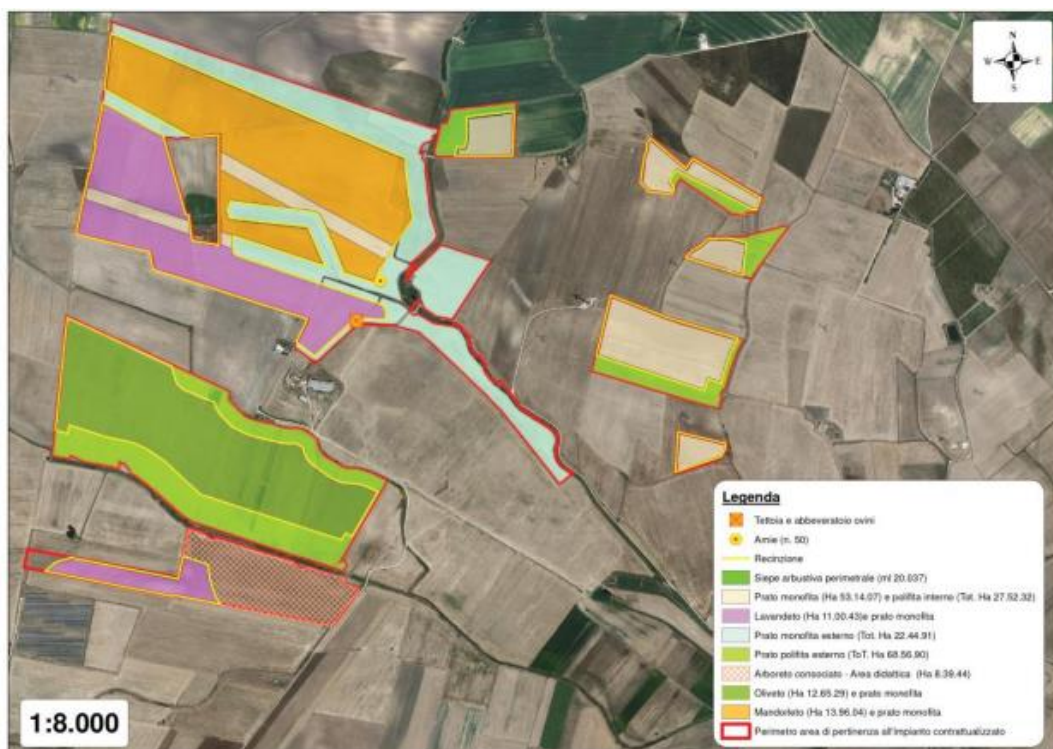 N
W E
S
Legenda
Tettoia e abbeveratoio ovini
Arnie (n. 50)
Recinzione
Siepe arbustiva perimetrale (ml 20.037)
Prato monofita (Ha 53.14.07) e polifita interno (Tot. Ha 27.52.32)
Lavandeto (Ha 11.00.43)e prato monofita
Prato monofita esterno (Tot. Ha 22.44.91)
Prato polifita esterno (ToT. Ha 68.56.90)
Arboreto consociato - Area didattica (Ha 8.39.44)
Oliveto (Ha 12.65.29) e prato monofita
Mandorleto (Ha 13.96.04) e prato monofita
Perimetro area di pertinenza all'impianto contrattualizzato
1:8.000